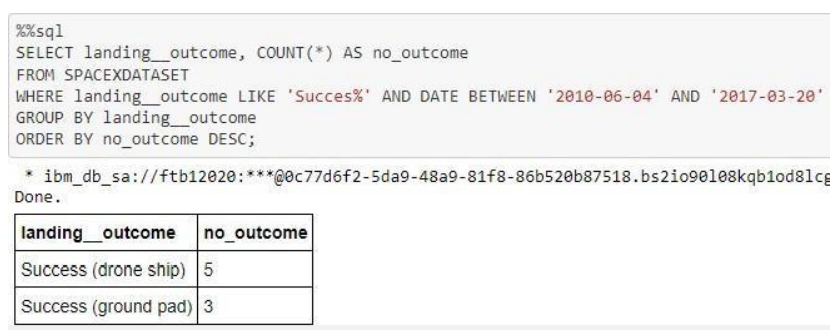 %%sql
SELECT landing__outcome, COUNT(*) AS no_outcome
FROM SPACEXDATASET
WHERE landing__outcome LIKE 'Succes%' AND DATE BETWEEN '2010-06-04' AND '2017-03-20'
GROUP BY landing__outcome
ORDER BY no_outcome DESC;
* ibm_db_sa://ftb12020:***@0c77d6f2-5da9-48a9-81f8-86b520b87518.bs2io90l08kqb1od8lcg
Done.
landing__outcome no_outcome
Success (drone ship) 5
Success (ground pad) 3